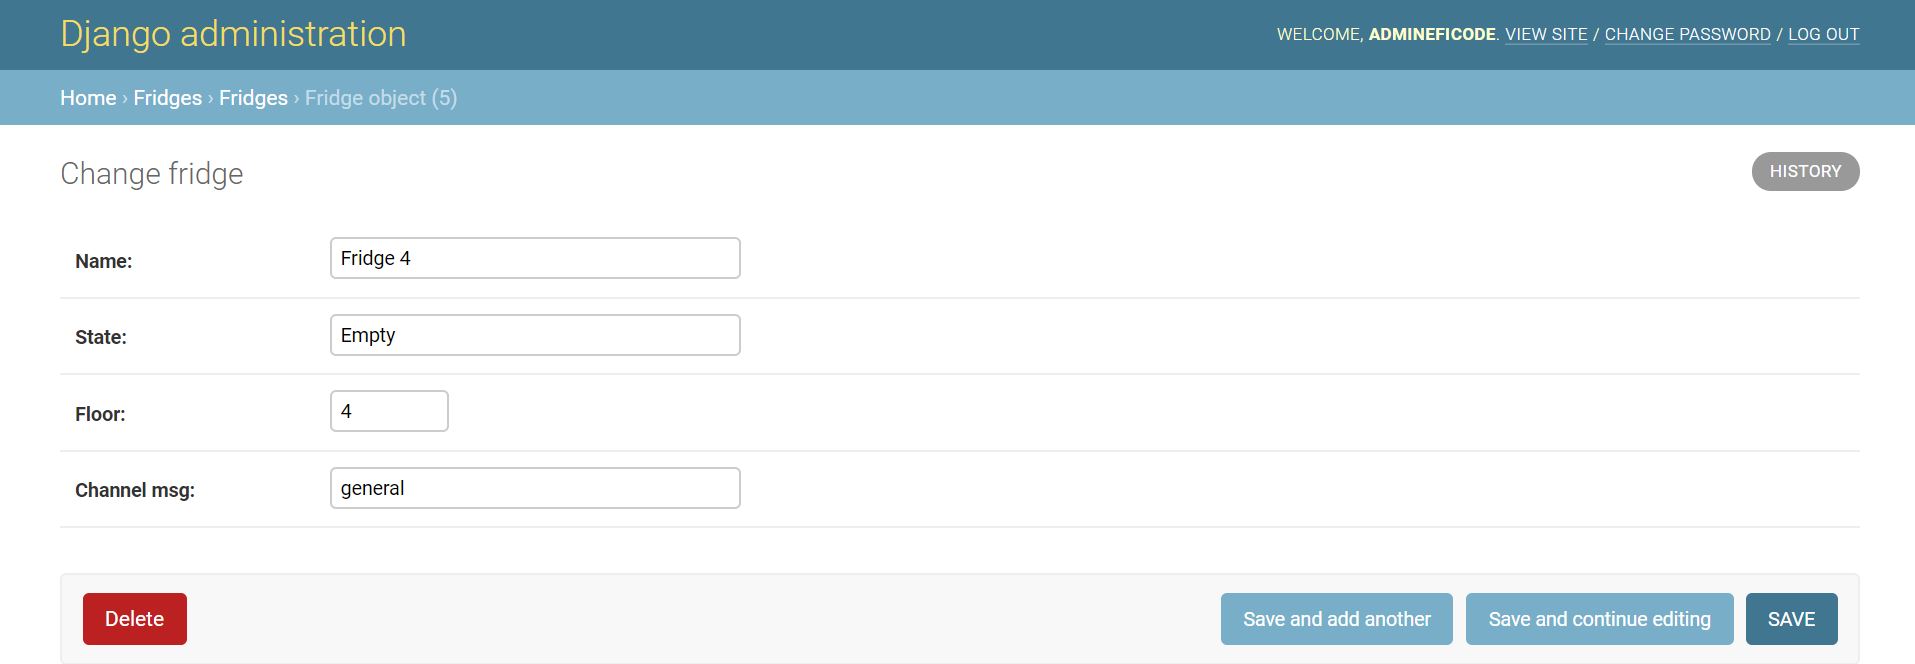 Django administration
WELCOME, ADMINEFICODE. VIEW SITE / CHANGE PASSWORD / LOG OUT
Home › Fridges › Fridges › Fridge object (5)
Change fridge
HISTORY
Name: Fridge 4
State: Empty
Floor: 4
Channel msg: general
Delete
Save and add another
Save and continue editing
SAVE